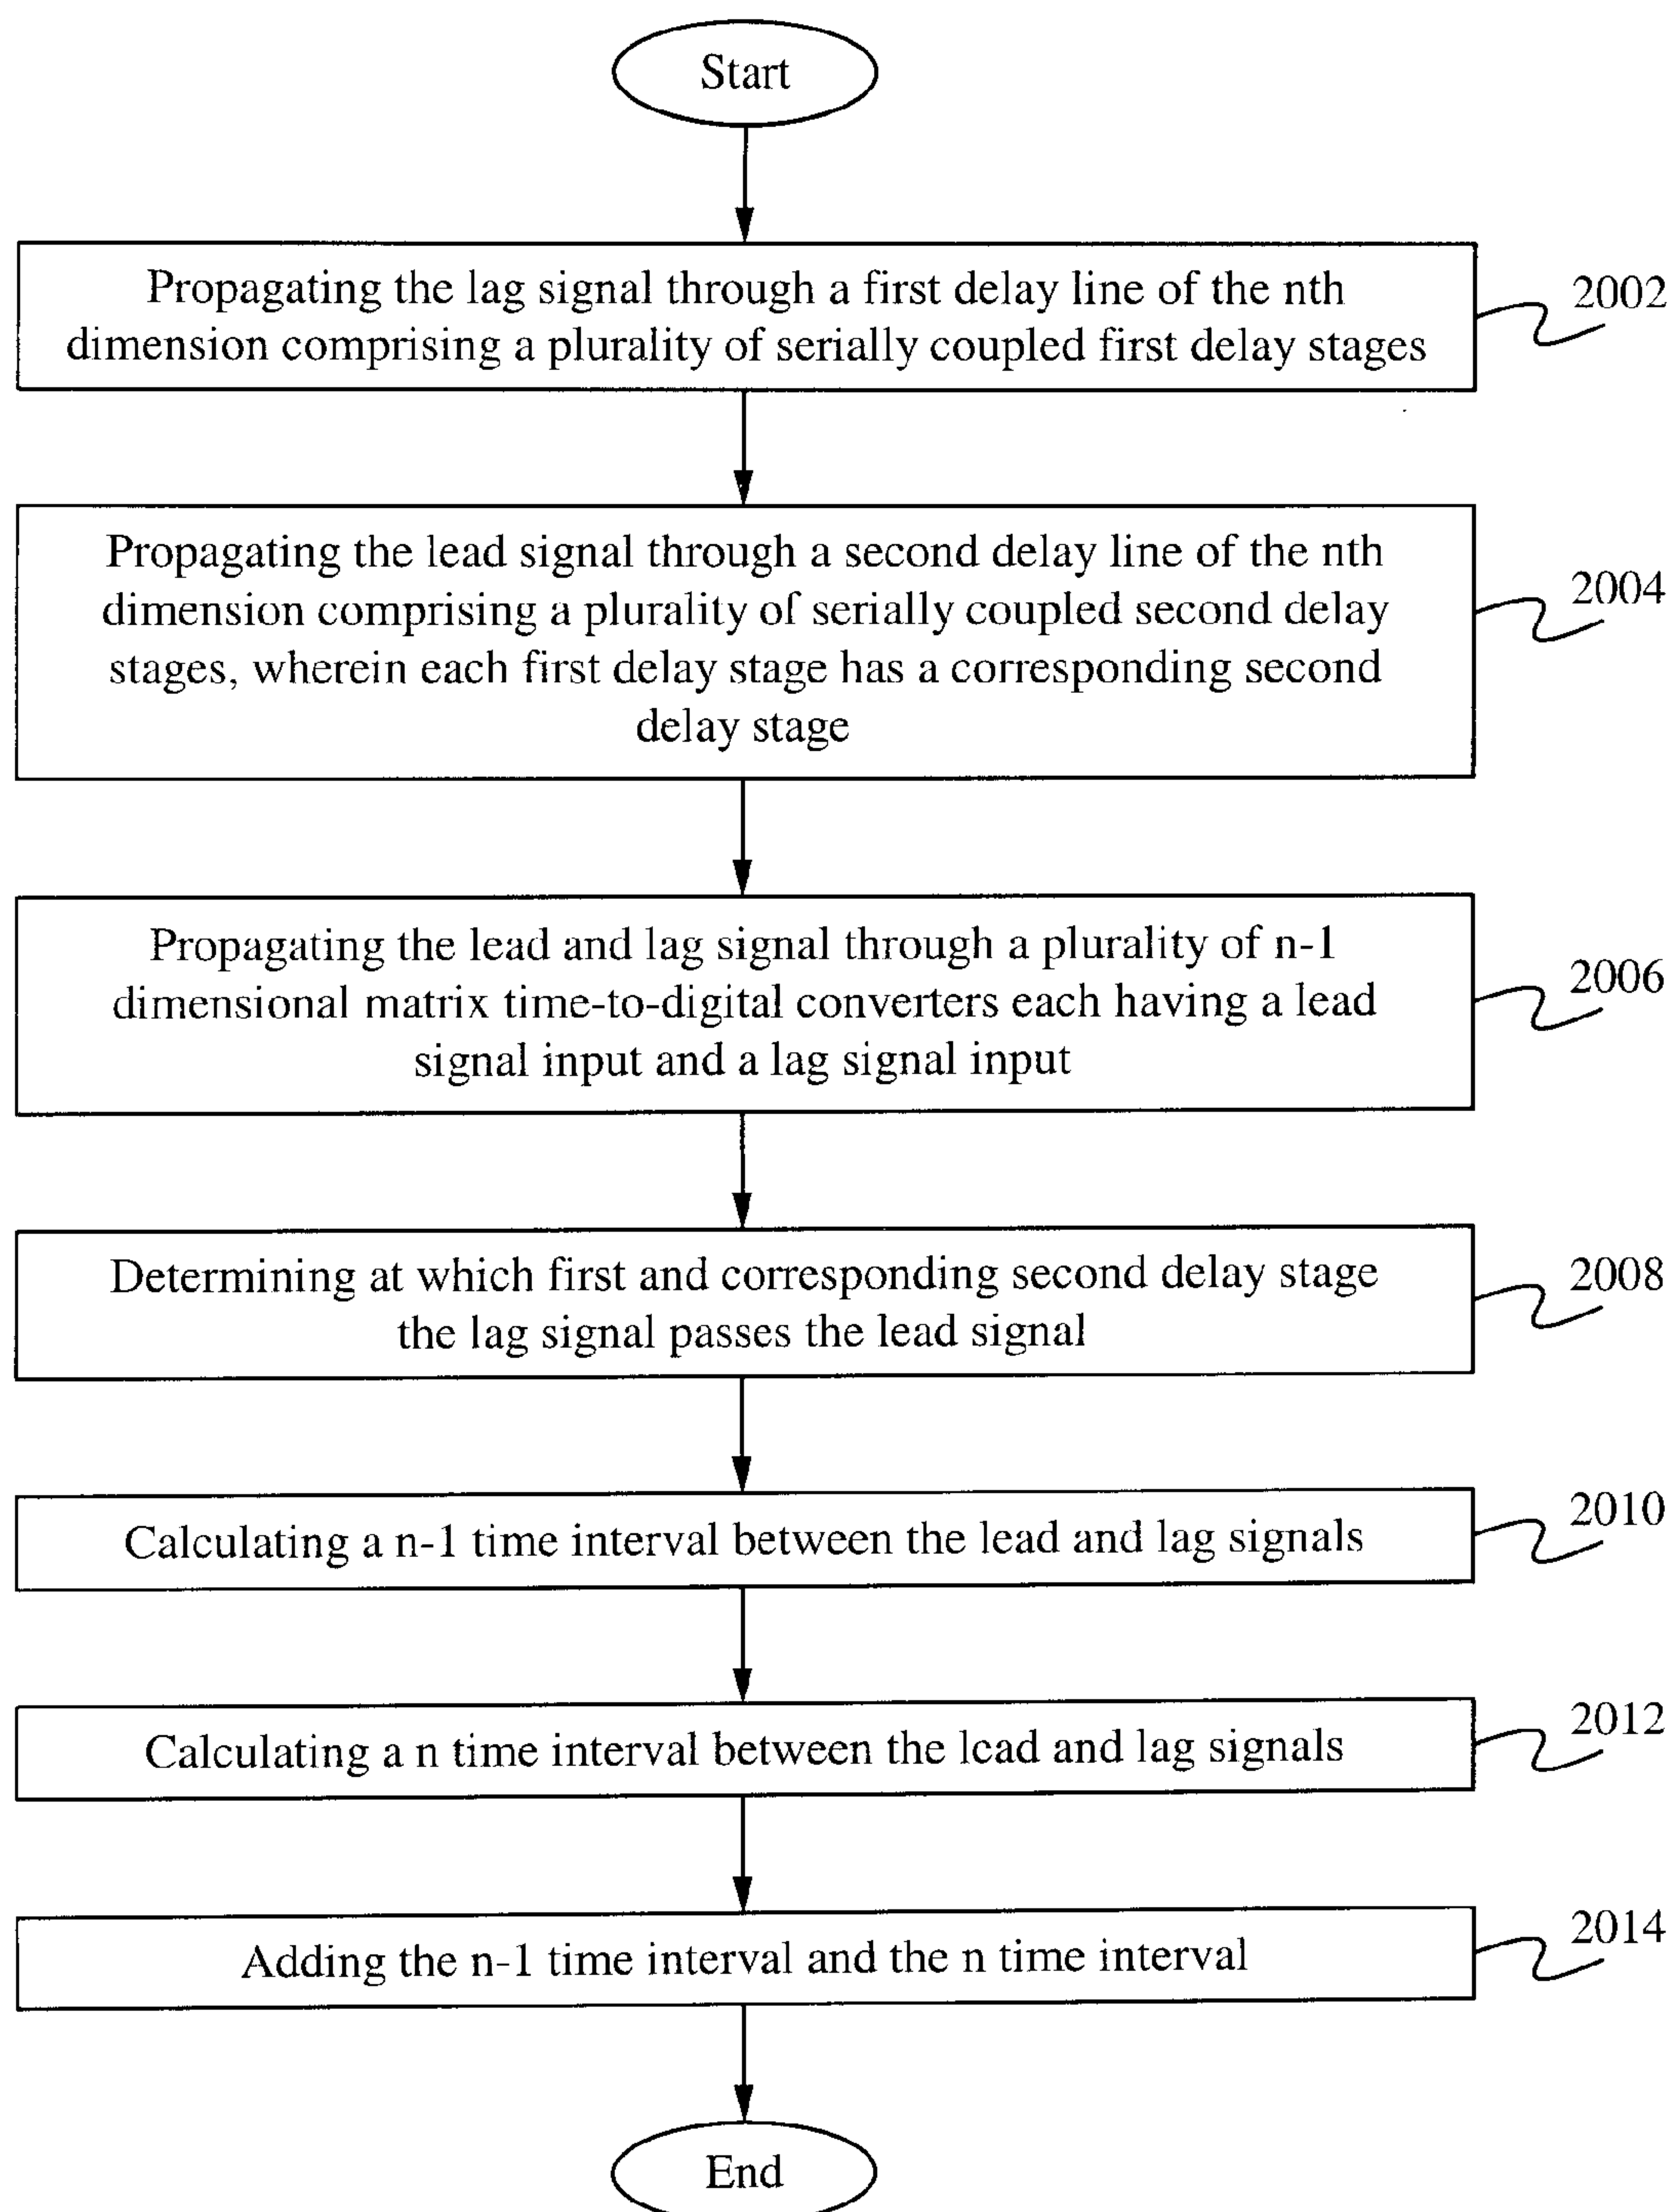 Start
Propagating the lag signal through a first delay line of the nth
dimension comprising a plurality of serially coupled first delay stages
2002
Propagating the lead signal through a second delay line of the nth
dimension comprising a plurality of serially coupled second delay
stages, wherein each first delay stage has a corresponding second
delay stage
2004
Propagating the lead and lag signal through a plurality of n-1
dimensional matrix time-to-digital converters each having a lead
signal input and a lag signal input
2006
Determining at which first and corresponding second delay stage
the lag signal passes the lead signal
2008
Calculating a n-1 time interval between the lead and lag signals
2010
Calculating a n time interval between the lead and lag signals
2012
Adding the n-1 time interval and the n time interval
2014
End